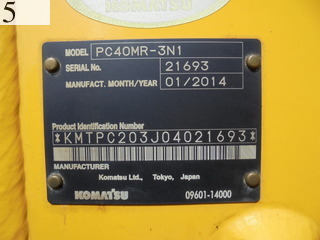 5
MODEL PC40MR-3N1
SERIAL No. 21693
MANUFACT. MONTH/YEAR 01/2014
Product Identification Number
*KMTPC203J04021693*
MANUFACTURER
Komatsu Ltd., Tokyo, Japan
KOMATSU 09601-14000